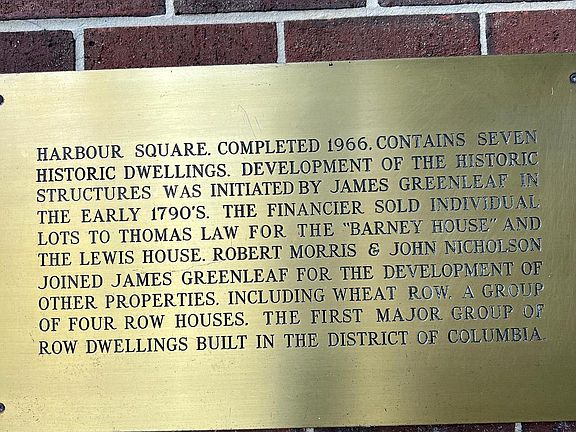 HARBOUR SQUARE. COMPLETED 1966. CONTAINS SEVEN
HISTORIC DWELLINGS. DEVELOPMENT OF THE HISTORIC
STRUCTURES WAS INITIATED BY JAMES GREENLEAF IN
THE EARLY 1790'S. THE FINANCIER SOLD INDIVIDUAL
LOTS TO THOMAS LAW FOR THE "BARNEY HOUSE" AND
THE LEWIS HOUSE. ROBERT MORRIS & JOHN NICHOLSON
JOINED JAMES GREENLEAF FOR THE DEVELOPMENT OF
OTHER PROPERTIES. INCLUDING WHEAT ROW. A GROUP
OF FOUR ROW HOUSES. THE FIRST MAJOR GROUP OF
ROW DWELLINGS BUILT IN THE DISTRICT OF COLUMBIA.